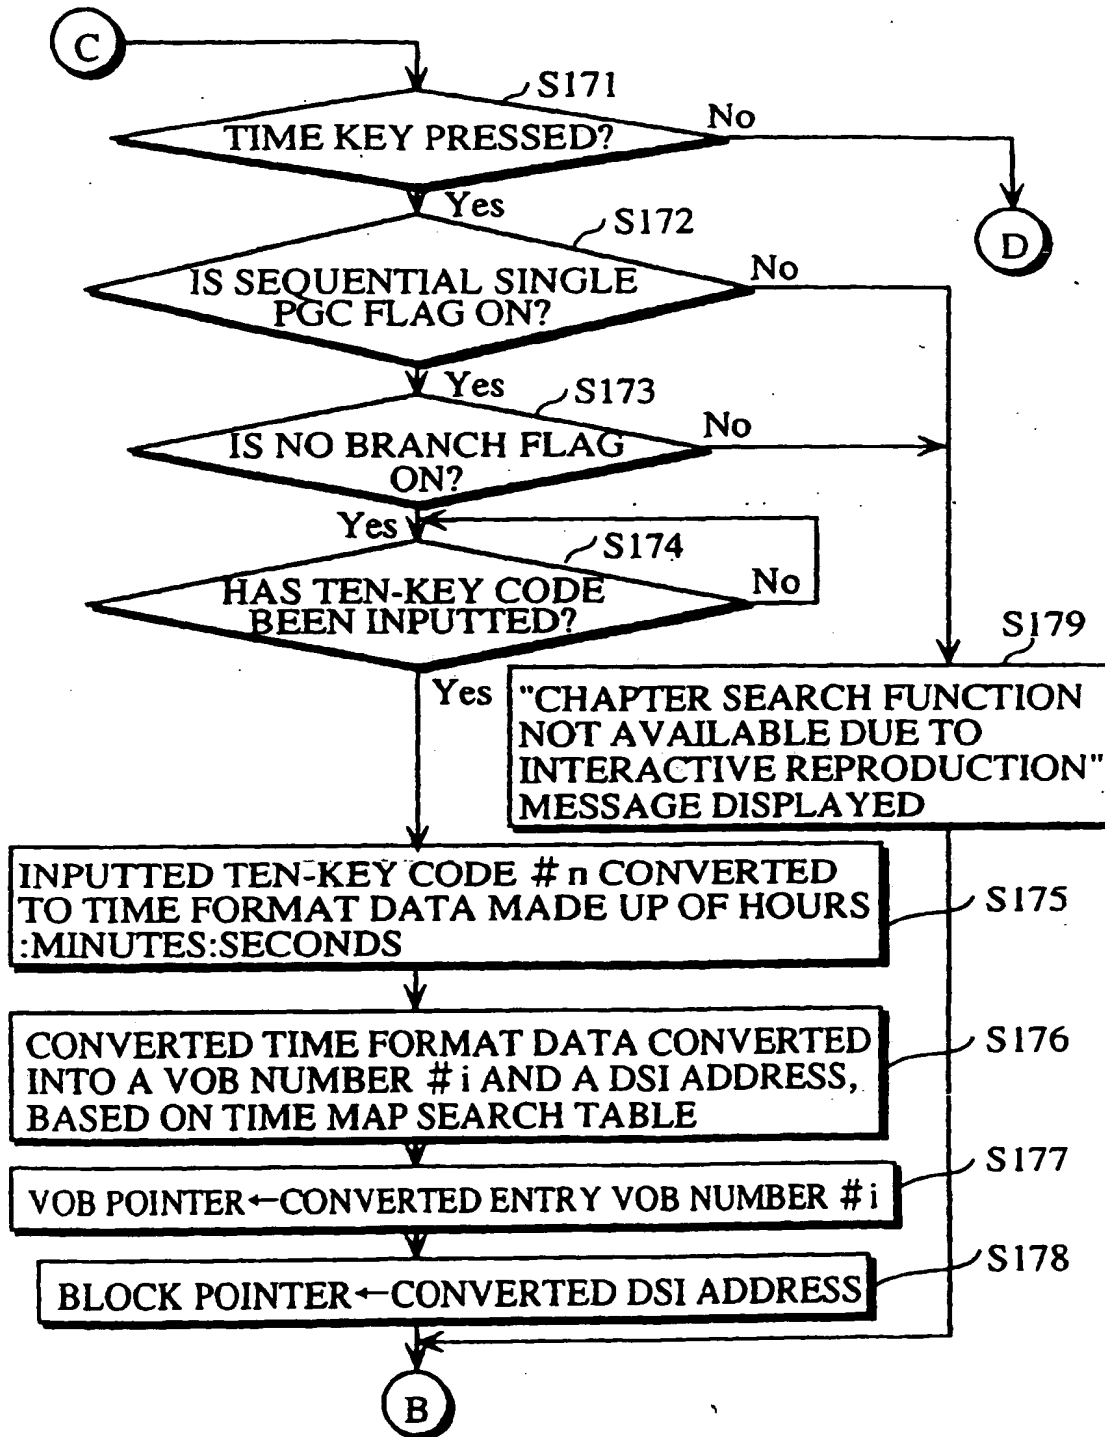 C
S171
TIME KEY PRESSED?
No
Yes
D
S172
IS SEQUENTIAL SINGLE
PGC FLAG ON?
No
Yes
S173
IS NO BRANCH FLAG
ON?
No
Yes
S174
HAS TEN-KEY CODE
BEEN INPUTTED?
No
Yes
S179
"CHAPTER SEARCH FUNCTION
NOT AVAILABLE DUE TO
INTERACTIVE REPRODUCTION"
MESSAGE DISPLAYED
INPUTTED TEN-KEY CODE #n CONVERTED
TO TIME FORMAT DATA MADE UP OF HOURS
:MINUTES:SECONDS
S175
CONVERTED TIME FORMAT DATA CONVERTED
INTO A VOB NUMBER #i AND A DSI ADDRESS,
BASED ON TIME MAP SEARCH TABLE
S176
VOB POINTER←CONVERTED ENTRY VOB NUMBER #i
S177
BLOCK POINTER←CONVERTED DSI ADDRESS
S178
B